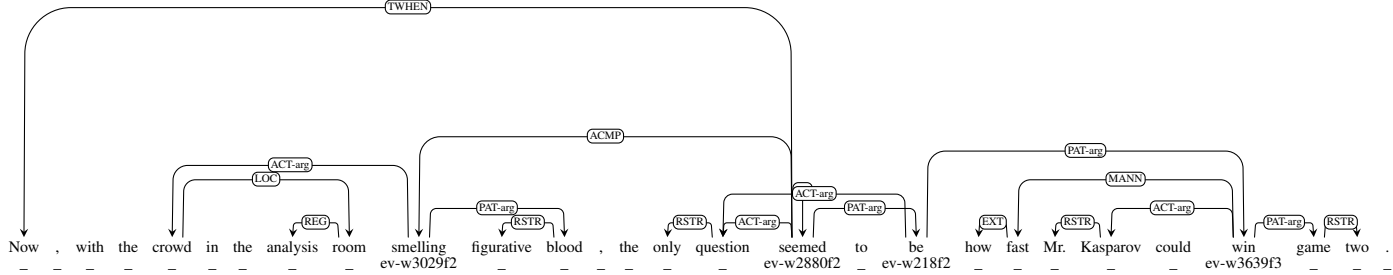 TWHEN
ACMP
PAT-arg
ACT-arg
LOC
MANN
ACT-arg
PAT-arg
PAT-arg
ACT-arg
REG
RSTR
RSTR
ACT-arg
EXT
RSTR
PAT-arg
RSTR
Now , with the crowd in the analysis room smelling figurative blood , the only question seemed to be how fast Mr. Kasparov could win game two .
_ _ _ _ _ _ _ _ _ ev-w3029f2 _ _ _ _ _ _ ev-w2880f2 _ ev-w218f2 _ _ _ _ _ ev-w3639f3 _ _ _